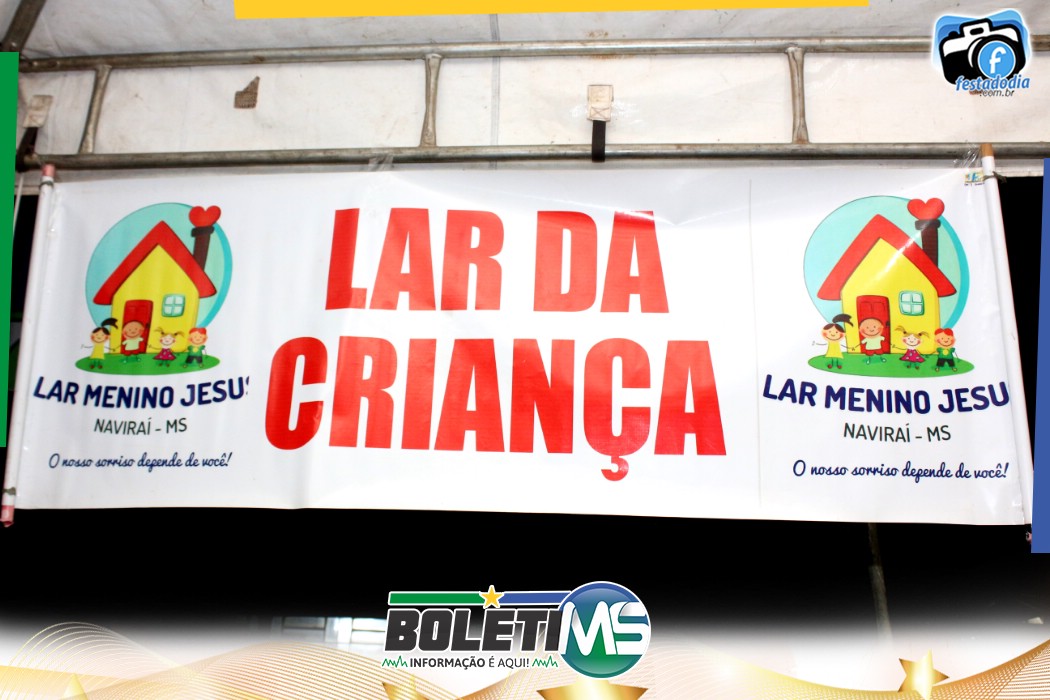 festadodia
.com.br
LAR DA
CRIANÇA
LAR MENINO JESUS
NAVIRAÍ - MS
O nosso sorriso depende de você!
LAR MENINO JESU
NAVIRAÍ - MS
O nosso sorriso depende de você!
BOLETIMS
INFORMAÇÃO É AQUI!